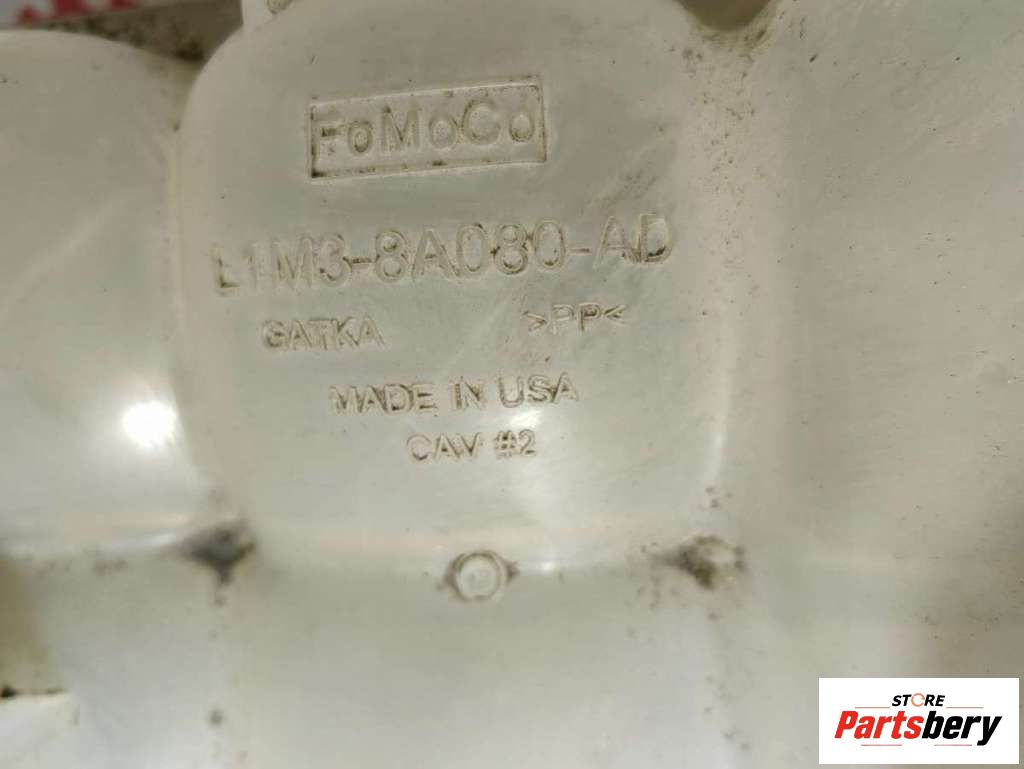 FoMoCo
L1M3-8A080-AD
GATKA >PP<
MADE IN USA
CAV #2
STORE
Partsbery